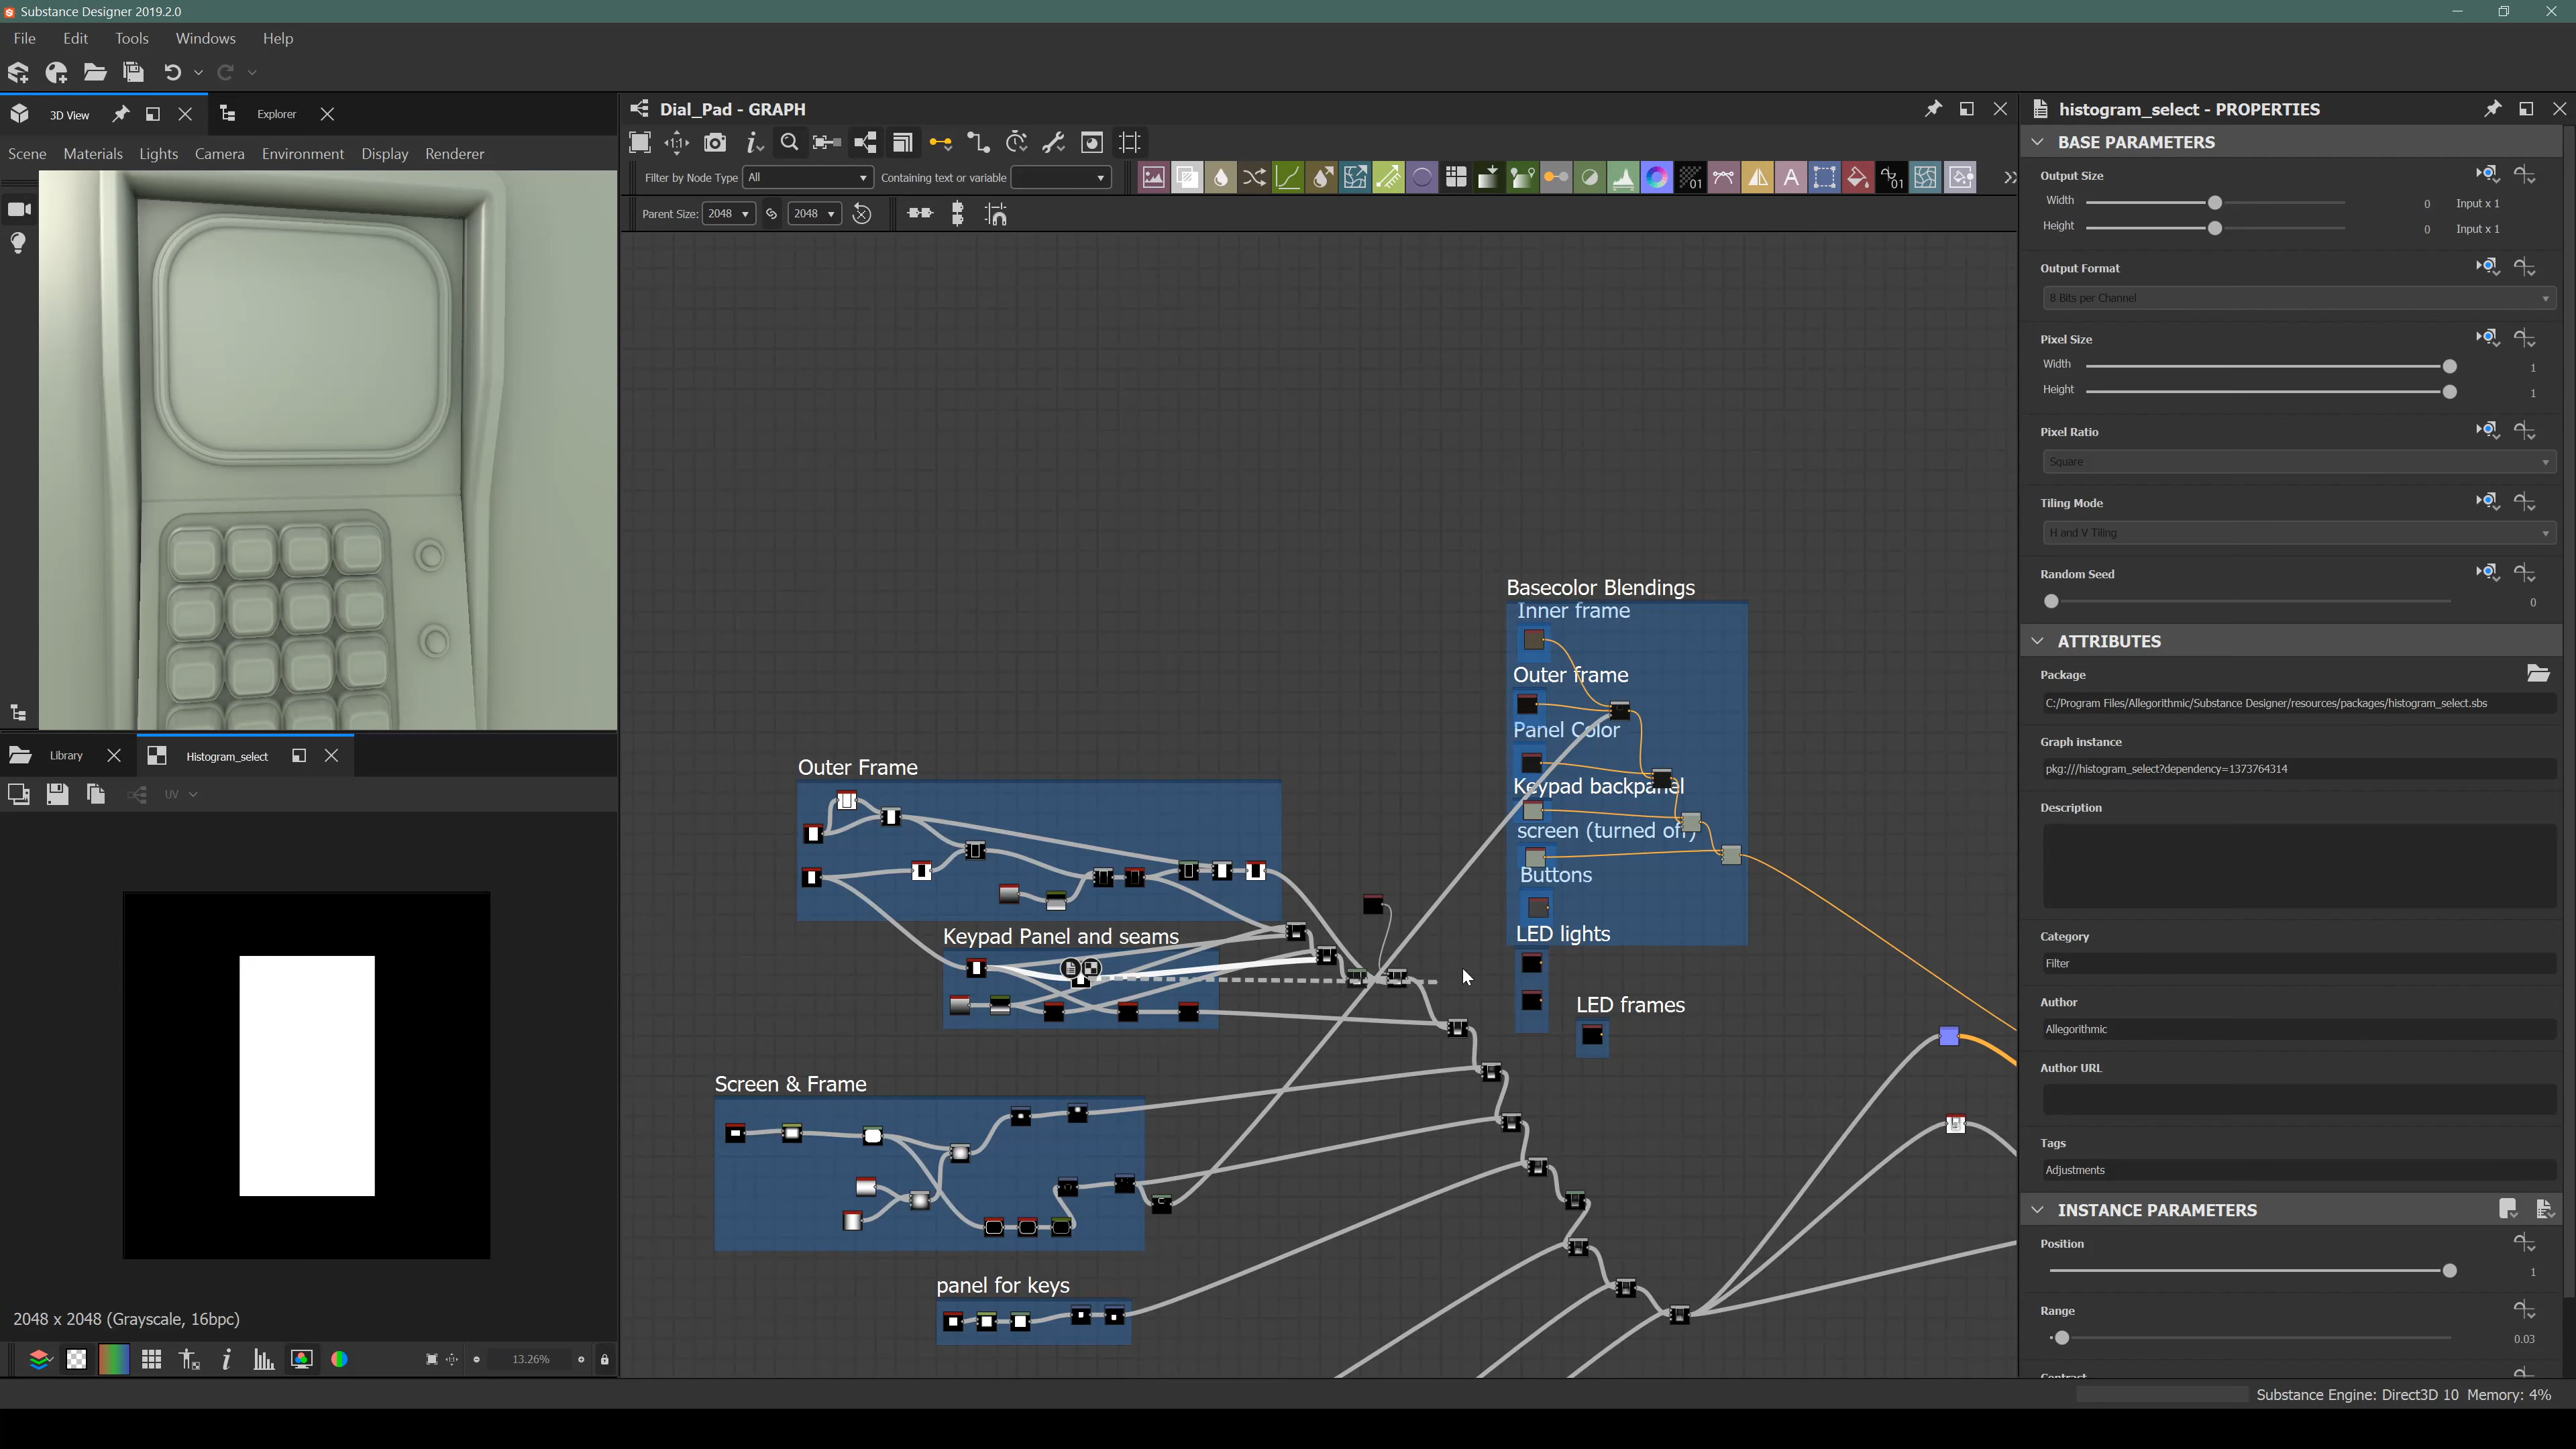 Substance Designer 2019.2.0
File Edit Tools Windows Help
3D View Explorer
Scene Materials Lights Camera Environment Display Renderer
Dial_Pad - GRAPH
Filter by Node Type All Containing text or variable
01 A 01
Parent Size: 2048 2048
Basecolor Blendings
Inner frame
Outer frame
Panel Color
Keypad backpanel
screen (turned off)
Buttons
LED lights
LED frames
Outer Frame
Keypad Panel and seams
Screen & Frame
panel for keys
Library Histogram_select
UV
2048 x 2048 (Grayscale, 16bpc)
13.26%
histogram_select - PROPERTIES
BASE PARAMETERS
Output Size
Width 0 Input x 1
Height 0 Input x 1
Output Format
8 Bits per Channel
Pixel Size
Width 1
Height 1
Pixel Ratio
Square
Tiling Mode
H and V Tiling
Random Seed
0
ATTRIBUTES
Package
C:/Program Files/Allegorithmic/Substance Designer/resources/packages/histogram_select.sbs
Graph instance
pkg:///histogram_select?dependency=1373764314
Description
Category
Filter
Author
Allegorithmic
Author URL
Tags
Adjustments
INSTANCE PARAMETERS
Position
1
Range
0.03
Contrast
Substance Engine: Direct3D 10 Memory: 4%